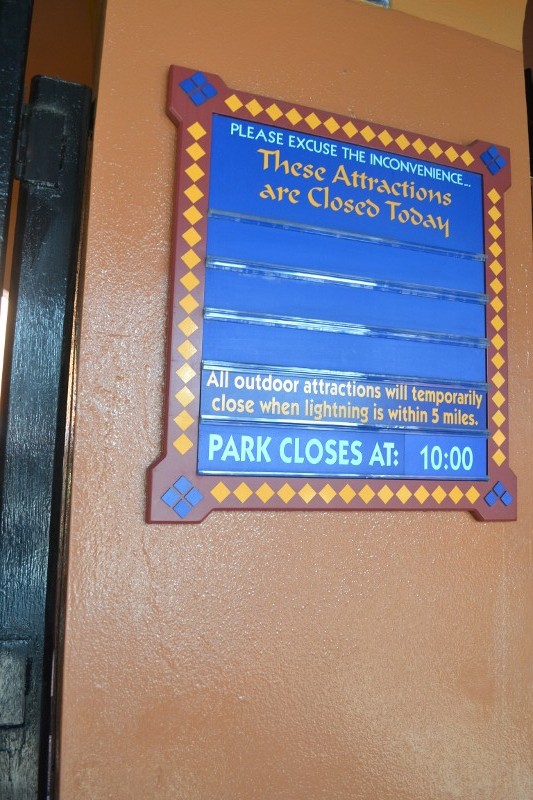 PLEASE EXCUSE THE INCONVENIENCE...
These Attractions
are Closed Today
All outdoor attractions will temporarily
close when lightning is within 5 miles.
PARK CLOSES AT: 10:00